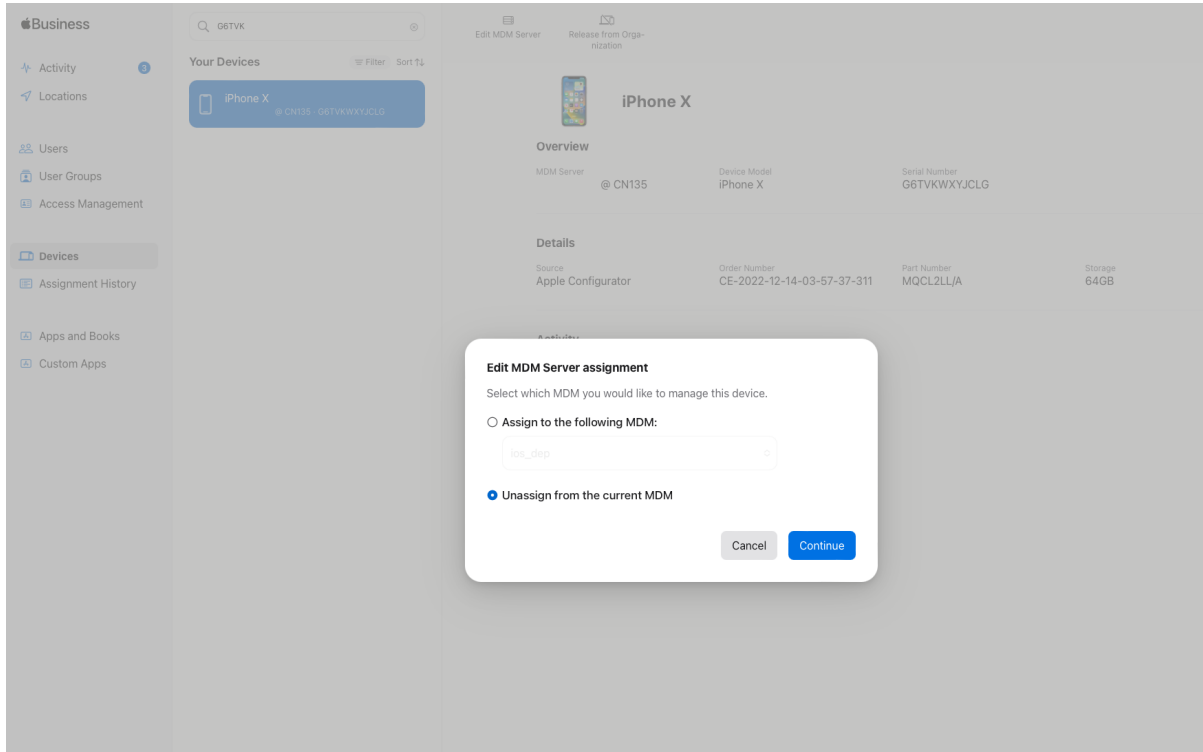 Business
Activity 3
Locations
Users
User Groups
Access Management
Devices
Assignment History
Apps and Books
Custom Apps
G6TVK
Your Devices Filter Sort
iPhone X
@ CN135 · G6TVKWXYJCLG
Edit MDM Server
Release from Orga-
nization
iPhone X
Overview
MDM Server Device Model Serial Number
@ CN135 iPhone X G6TVKWXYJCLG
Details
Source Order Number Part Number Storage
Apple Configurator CE-2022-12-14-03-57-37-311 MQCL2LL/A 64GB
Activity
Edit MDM Server assignment
Select which MDM you would like to manage this device.
Assign to the following MDM:
ios_dep
Unassign from the current MDM
Cancel Continue